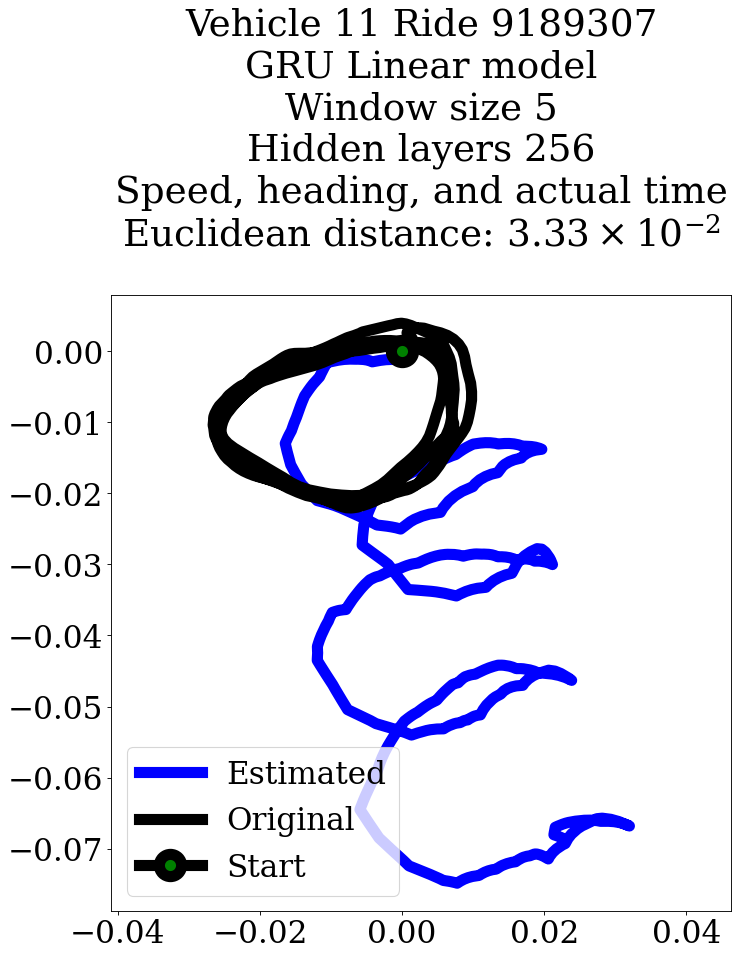 Vehicle 11 Ride 9189307
GRU Linear model
Window size 5
Hidden layers 256
Speed, heading, and actual time
Euclidean distance: 3.33 × 10⁻²
0.00
−0.01
−0.02
−0.03
−0.04
−0.05
−0.06
−0.07
Estimated
Original
Start
−0.04 −0.02 0.00 0.02 0.04